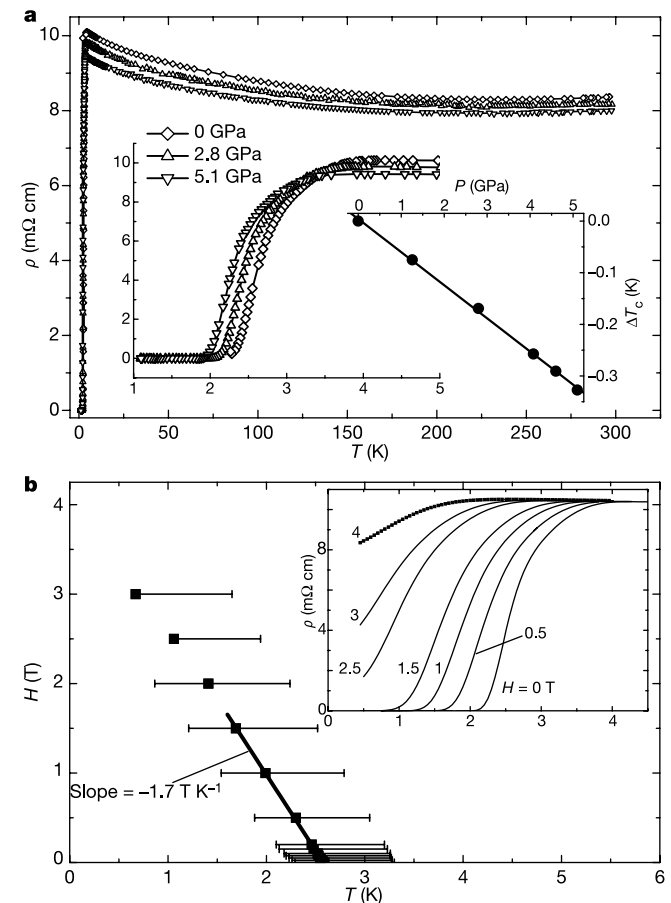 a
10
8
6
4
2
0
ρ (mΩ cm)
0 50 100 150 200 250 300
T (K)
0 GPa
2.8 GPa
5.1 GPa
10
8
6
4
2
0
1 2 3 4 5
P (GPa)
0 1 2 3 4 5
0.0
−0.1
−0.2
−0.3
ΔTc (K)
b
4
3
2
1
0
H (T)
Slope = −1.7 T K⁻¹
0 1 2 3 4 5 6
T (K)
8
4
0
ρ (mΩ cm)
4
3
2.5
1.5
1
0.5
H = 0 T
1 2 3 4